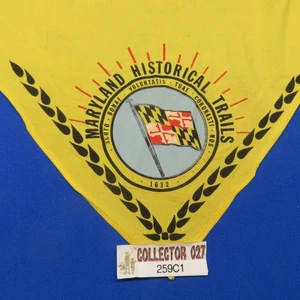 MARYLAND HISTORICAL TRAILS
SCUTO · BONAE · VOLUNTATIS · TUAE · CORONASTI · NOS
· 1632 ·
COLLECTOR 027
259C1